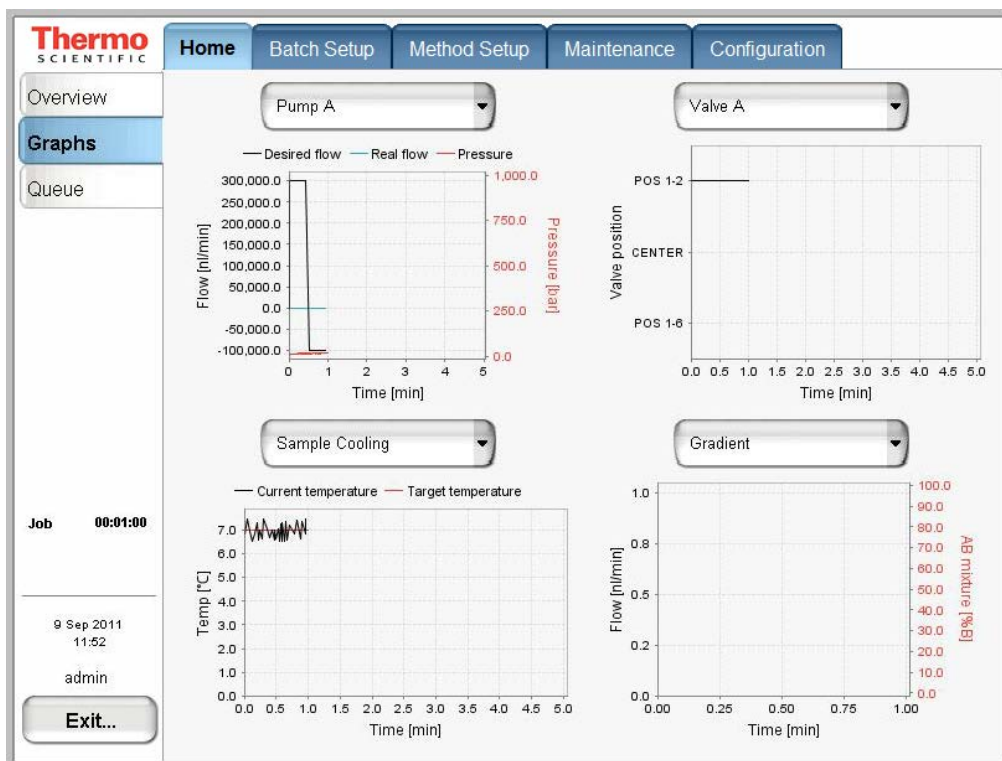 Thermo
SCIENTIFIC
Home
Batch Setup
Method Setup
Maintenance
Configuration
Overview
Graphs
Queue
Job 00:01:00
9 Sep 2011
11:52
admin
Exit...
Pump A
Desired flow Real flow Pressure
300,000.0
250,000.0
200,000.0
150,000.0
100,000.0
50,000.0
0.0
-50,000.0
-100,000.0
Flow [nl/min]
1,000.0
750.0
500.0
250.0
0.0
Pressure [bar]
0 1 2 3 4 5
Time [min]
Valve A
POS 1-2
CENTER
POS 1-6
Valve position
0.0 0.5 1.0 1.5 2.0 2.5 3.0 3.5 4.0 4.5 5.0
Time [min]
Sample Cooling
Current temperature Target temperature
7.0
6.0
5.0
4.0
3.0
2.0
1.0
0.0
Temp [°C]
0.0 0.5 1.0 1.5 2.0 2.5 3.0 3.5 4.0 4.5 5.0
Time [min]
Gradient
1.0
0.8
0.5
0.2
0.0
Flow [nl/min]
100.0
90.0
80.0
70.0
60.0
50.0
40.0
30.0
20.0
10.0
0.0
AB mixture [%B]
0.00 0.25 0.50 0.75 1.00
Time [min]